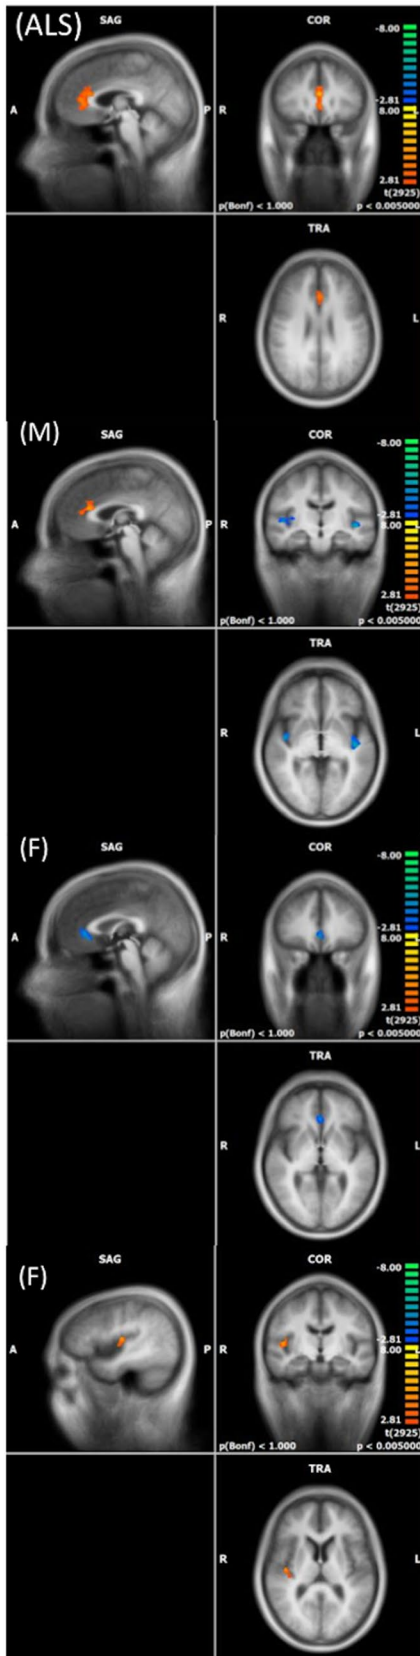 (ALS)
SAG
COR
-8.00
A
P
R
-2.81
8.00
2.81
t(2925)
p(Bonf) < 1.000
p < 0.005000
TRA
R
L
(M)
SAG
COR
-8.00
A
P
R
-2.81
8.00
2.81
t(2925)
p(Bonf) < 1.000
p < 0.005000
TRA
R
L
(F)
SAG
COR
-8.00
A
P
R
-2.81
8.00
2.81
t(2925)
p(Bonf) < 1.000
p < 0.005000
TRA
R
L
(F)
SAG
COR
-8.00
A
P
R
-2.81
8.00
2.81
t(2925)
p(Bonf) < 1.000
p < 0.005000
TRA
R
L